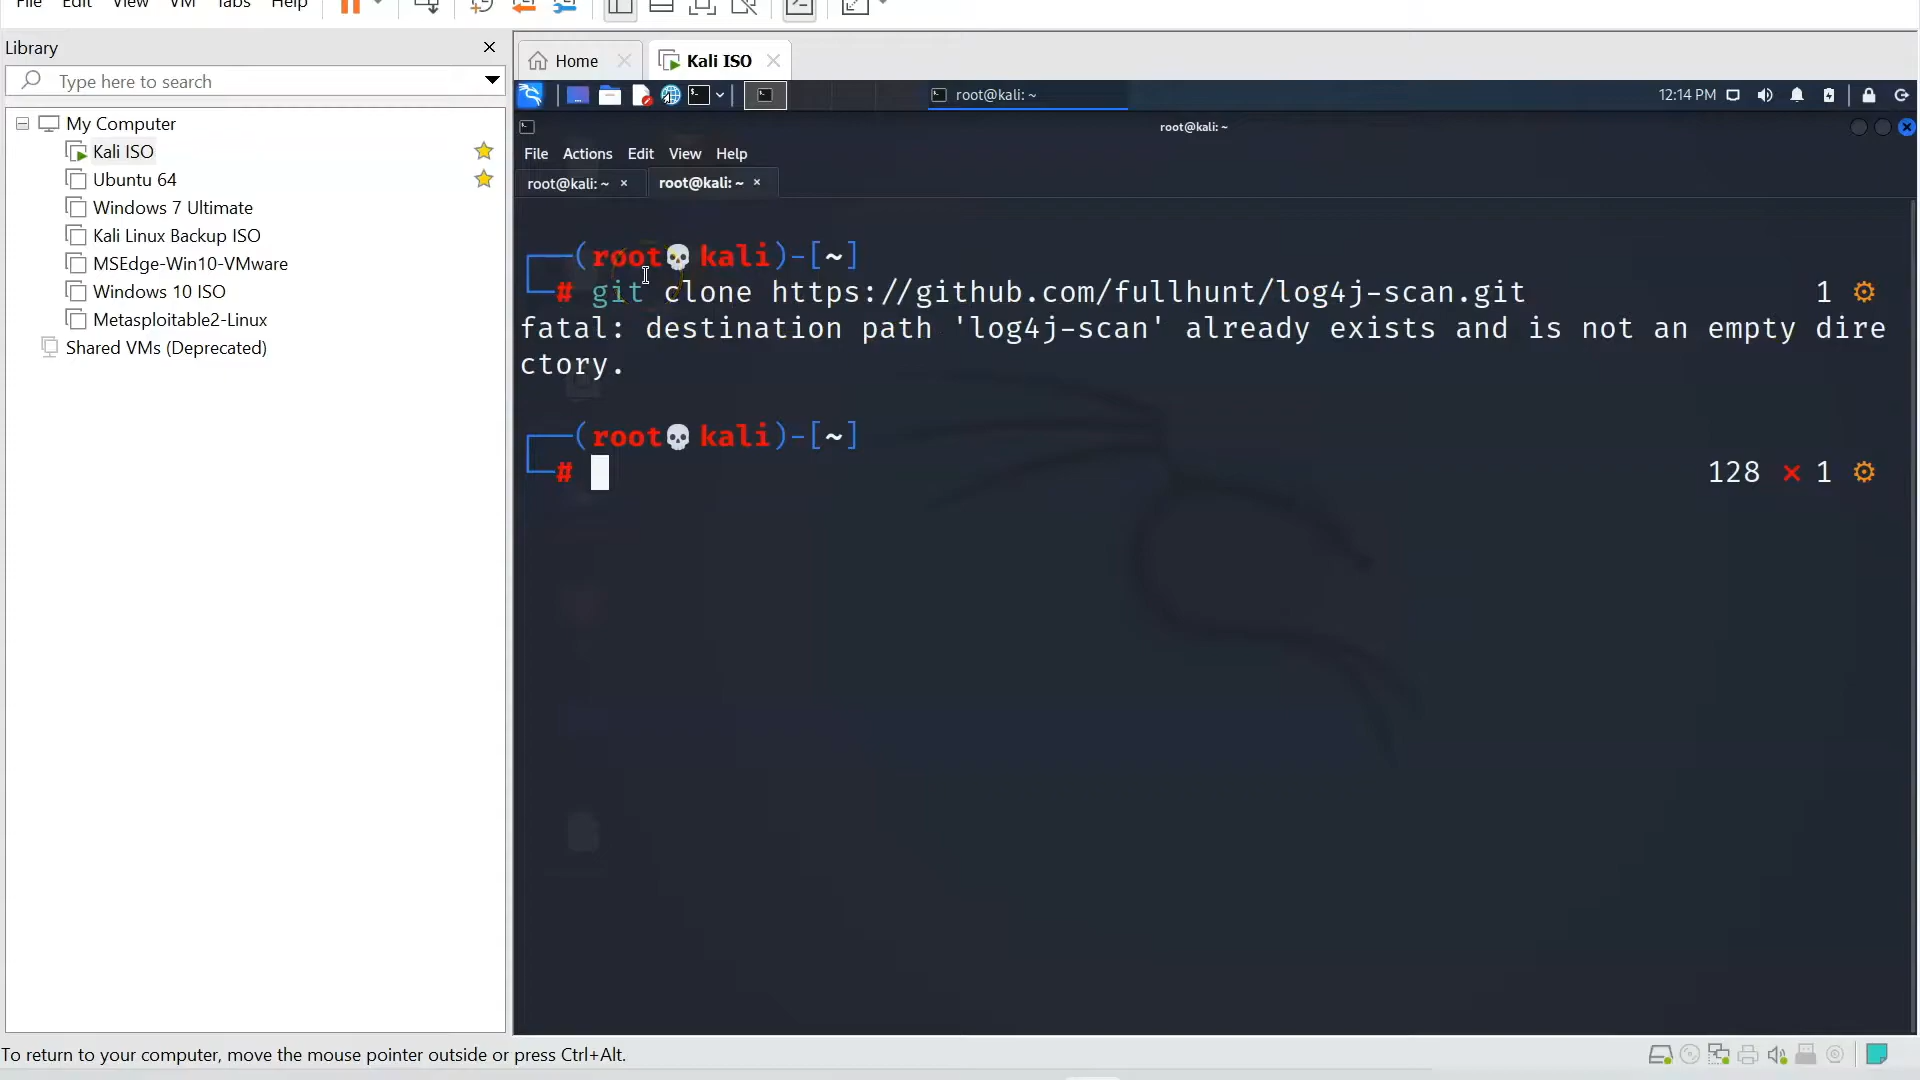 File Edit View VM Tabs Help
Library
Type here to search
My Computer
Kali ISO
Ubuntu 64
Windows 7 Ultimate
Kali Linux Backup ISO
MSEdge-Win10-VMware
Windows 10 ISO
Metasploitable2-Linux
Shared VMs (Deprecated)
Home
Kali ISO
root@kali: ~
12:14 PM
root@kali: ~
File Actions Edit View Help
root@kali: ~ ×
root@kali: ~ ×
┌──(root💀kali)-[~]
└─# git clone https://github.com/fullhunt/log4j-scan.git 1 ⚙
fatal: destination path 'log4j-scan' already exists and is not an empty dire
ctory.
┌──(root💀kali)-[~]
└─# 128 ⨯ 1 ⚙
To return to your computer, move the mouse pointer outside or press Ctrl+Alt.